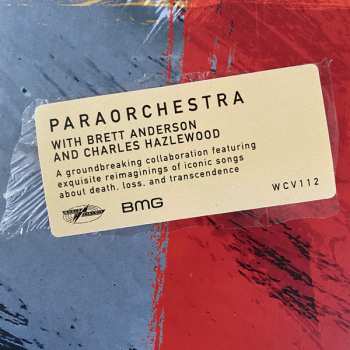 PARAORCHESTRA
WITH BRETT ANDERSON
AND CHARLES HAZLEWOOD
A groundbreaking collaboration featuring
exquisite reimaginings of iconic songs
about death, loss, and transcendence
BMG
WCV112